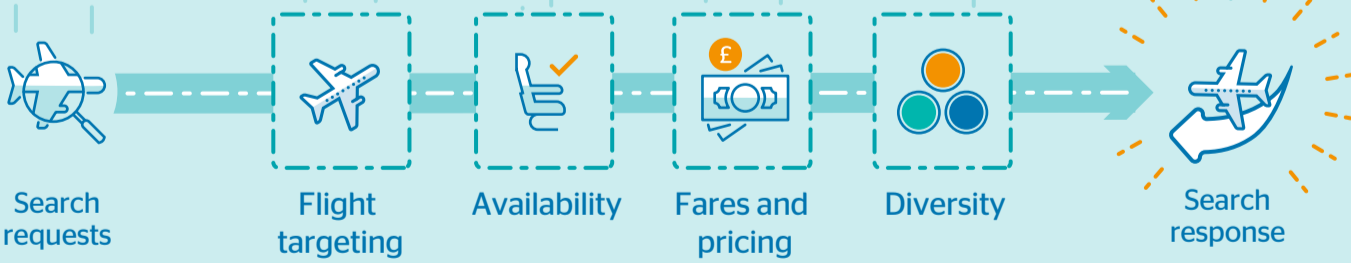 £
Search
requests
Flight
targeting
Availability
Fares and
pricing
Diversity
Search
response